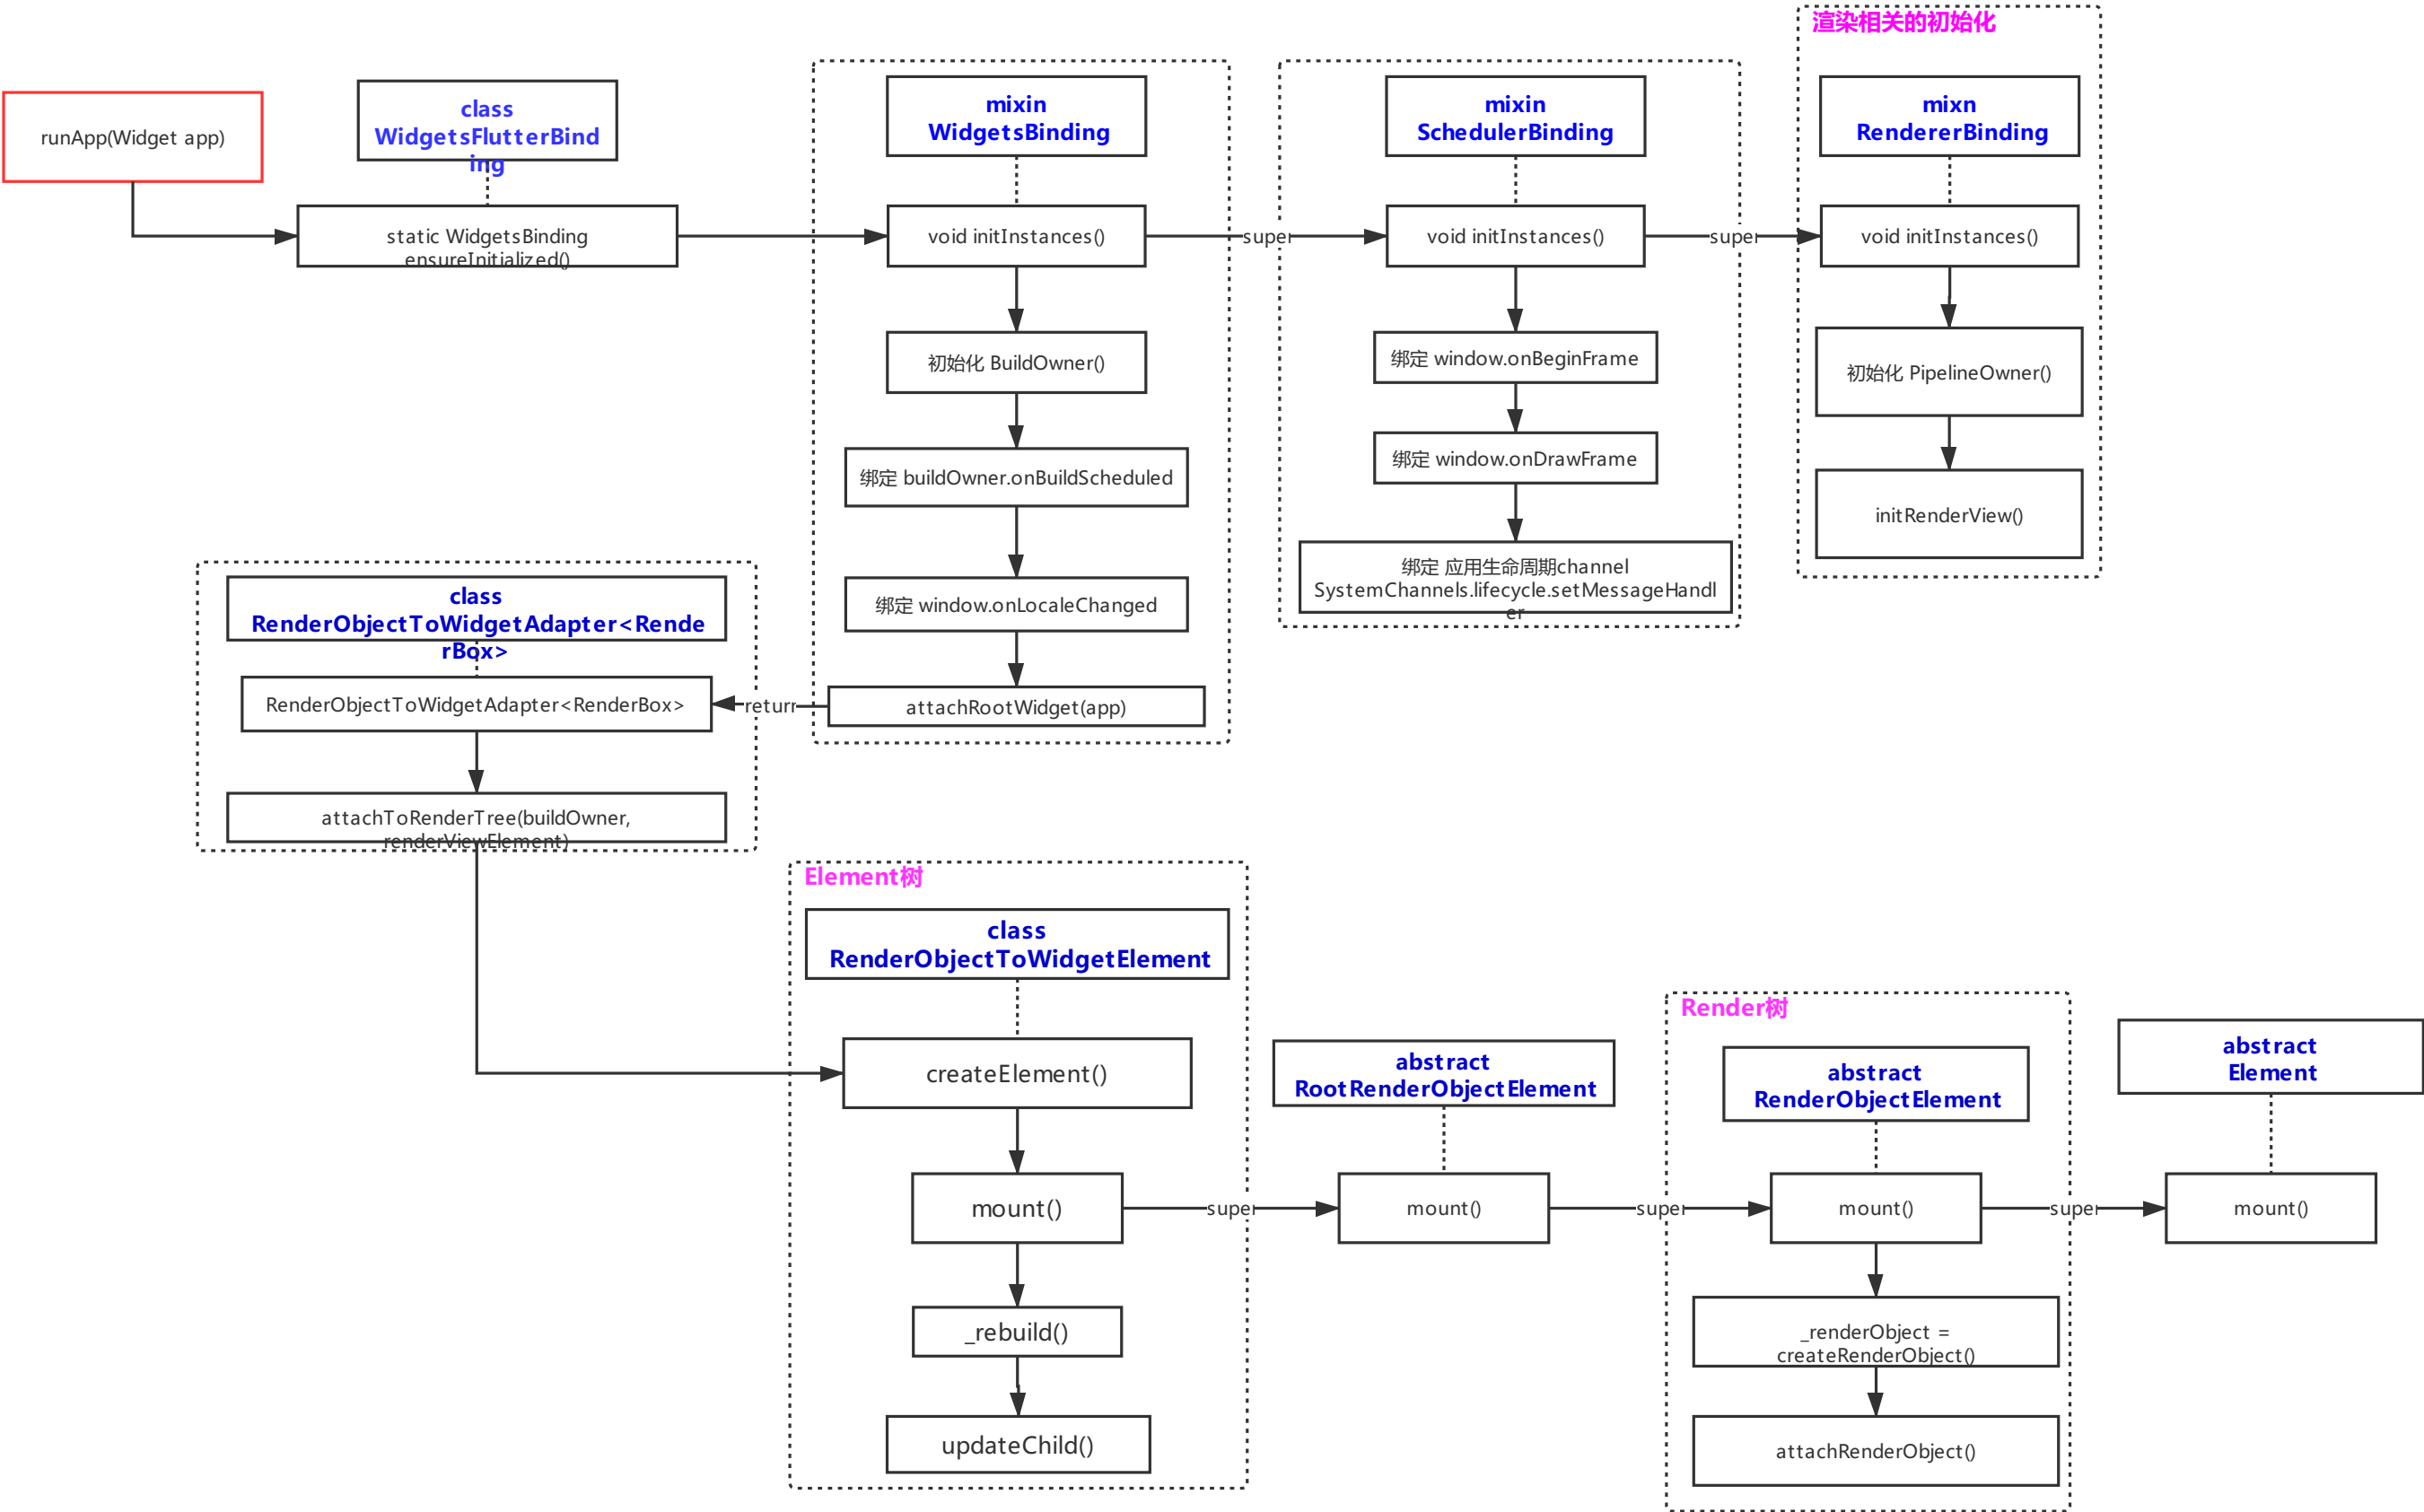 渲染相关的初始化
runApp(Widget app)
class
WidgetsFlutterBind
ing
mixin
WidgetsBinding
mixin
SchedulerBinding
mixn
RendererBinding
static WidgetsBinding
ensureInitialized()
void initInstances()
super
void initInstances()
super
void initInstances()
初始化 BuildOwner()
绑定 buildOwner.onBuildScheduled
绑定 window.onLocaleChanged
attachRootWidget(app)
绑定 window.onBeginFrame
绑定 window.onDrawFrame
绑定 应用生命周期channel
SystemChannels.lifecycle.setMessageHandl
er
初始化 PipelineOwner()
initRenderView()
return
class
RenderObjectToWidgetAdapter<Rende
rBox>
RenderObjectToWidgetAdapter<RenderBox>
attachToRenderTree(buildOwner,
renderViewElement)
Element树
class
RenderObjectToWidgetElement
createElement()
mount()
_rebuild()
updateChild()
super
abstract
RootRenderObjectElement
mount()
super
Render树
abstract
RenderObjectElement
mount()
_renderObject =
createRenderObject()
attachRenderObject()
super
abstract
Element
mount()